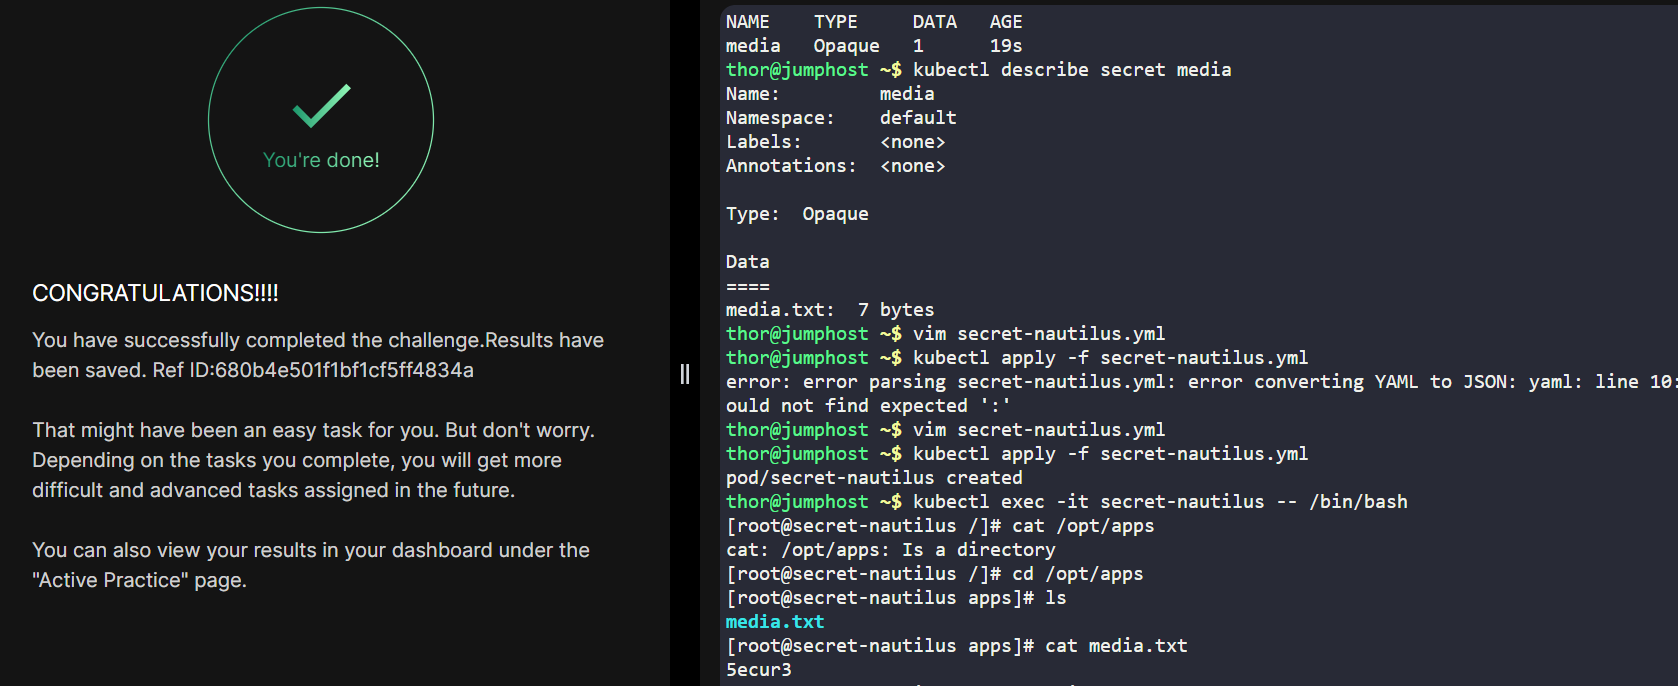 You're done!
CONGRATULATIONS!!!!
You have successfully completed the challenge.Results have
been saved. Ref ID:680b4e501f1bf1cf5ff4834a
That might have been an easy task for you. But don't worry.
Depending on the tasks you complete, you will get more
difficult and advanced tasks assigned in the future.
You can also view your results in your dashboard under the
"Active Practice" page.
NAME TYPE DATA AGE
media Opaque 1 19s
thor@jumphost ~$ kubectl describe secret media
Name: media
Namespace: default
Labels: <none>
Annotations: <none>
Type: Opaque
Data
====
media.txt: 7 bytes
thor@jumphost ~$ vim secret-nautilus.yml
thor@jumphost ~$ kubectl apply -f secret-nautilus.yml
error: error parsing secret-nautilus.yml: error converting YAML to JSON: yaml: line 10:
ould not find expected ':'
thor@jumphost ~$ vim secret-nautilus.yml
thor@jumphost ~$ kubectl apply -f secret-nautilus.yml
pod/secret-nautilus created
thor@jumphost ~$ kubectl exec -it secret-nautilus -- /bin/bash
[root@secret-nautilus /]# cat /opt/apps
cat: /opt/apps: Is a directory
[root@secret-nautilus /]# cd /opt/apps
[root@secret-nautilus apps]# ls
media.txt
[root@secret-nautilus apps]# cat media.txt
5ecur3